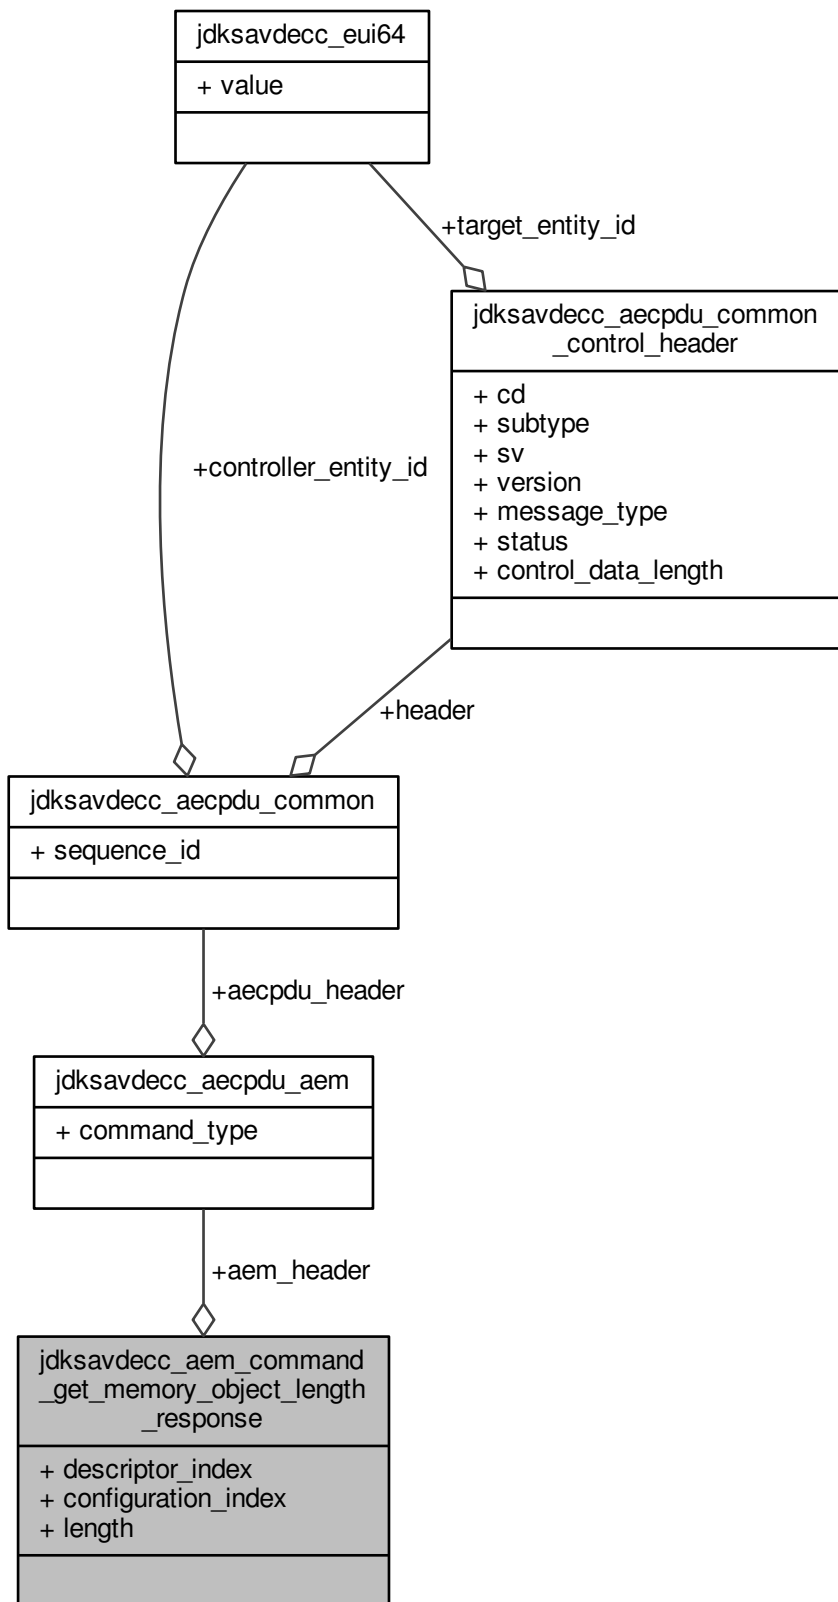 jdksavdecc_eui64
+ value
+target_entity_id
jdksavdecc_aecpdu_common
_control_header
+ cd
+ subtype
+ sv
+ version
+ message_type
+ status
+ control_data_length
+controller_entity_id
+header
jdksavdecc_aecpdu_common
+ sequence_id
+aecpdu_header
jdksavdecc_aecpdu_aem
+ command_type
+aem_header
jdksavdecc_aem_command
_get_memory_object_length
_response
+ descriptor_index
+ configuration_index
+ length